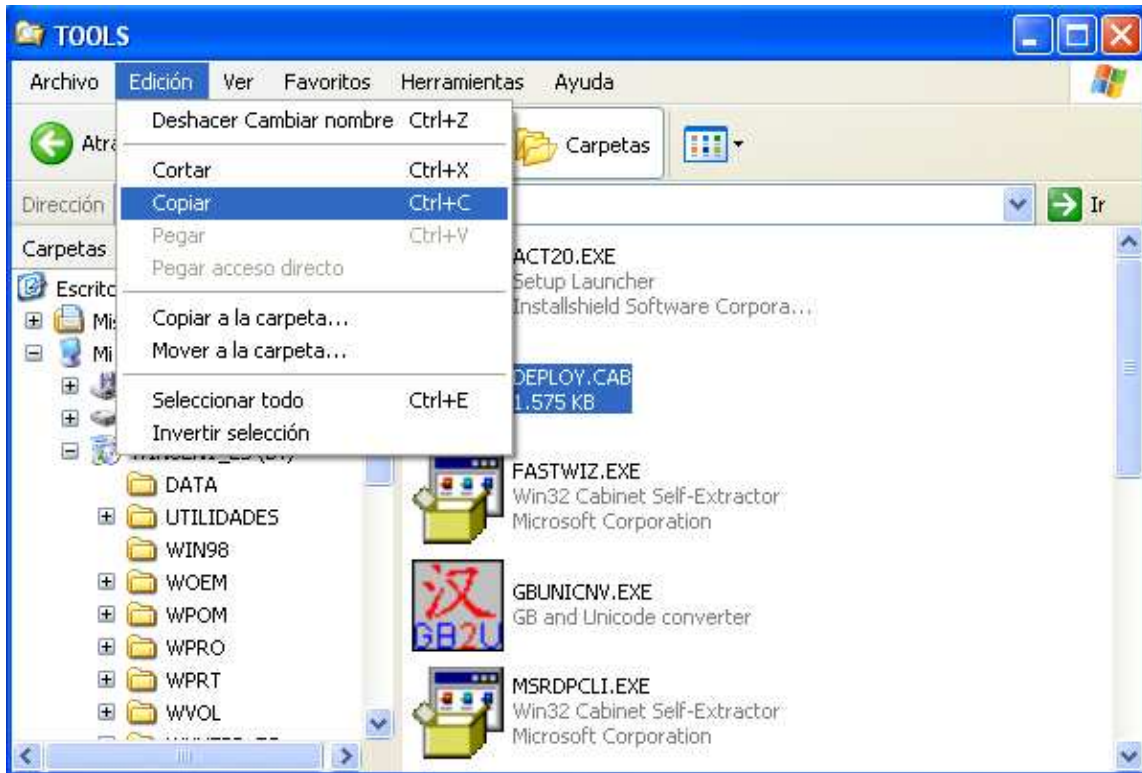 TOOLS
Archivo Edición Ver Favoritos Herramientas Ayuda
Deshacer Cambiar nombre Ctrl+Z
Carpetas
Cortar Ctrl+X
Dirección
Copiar Ctrl+C
Ir
Pegar Ctrl+V
Carpetas
Pegar acceso directo
Copiar a la carpeta...
Mover a la carpeta...
Seleccionar todo Ctrl+E
Invertir selección
DATA
UTILIDADES
WIN98
WOEM
WPOM
WPRO
WPRT
WVOL
ACT20.EXE
Setup Launcher
Installshield Software Corpora...
DEPLOY.CAB
1.575 KB
FASTWIZ.EXE
Win32 Cabinet Self-Extractor
Microsoft Corporation
汉
GB2U
GBUNICNV.EXE
GB and Unicode converter
MSRDPCLI.EXE
Win32 Cabinet Self-Extractor
Microsoft Corporation